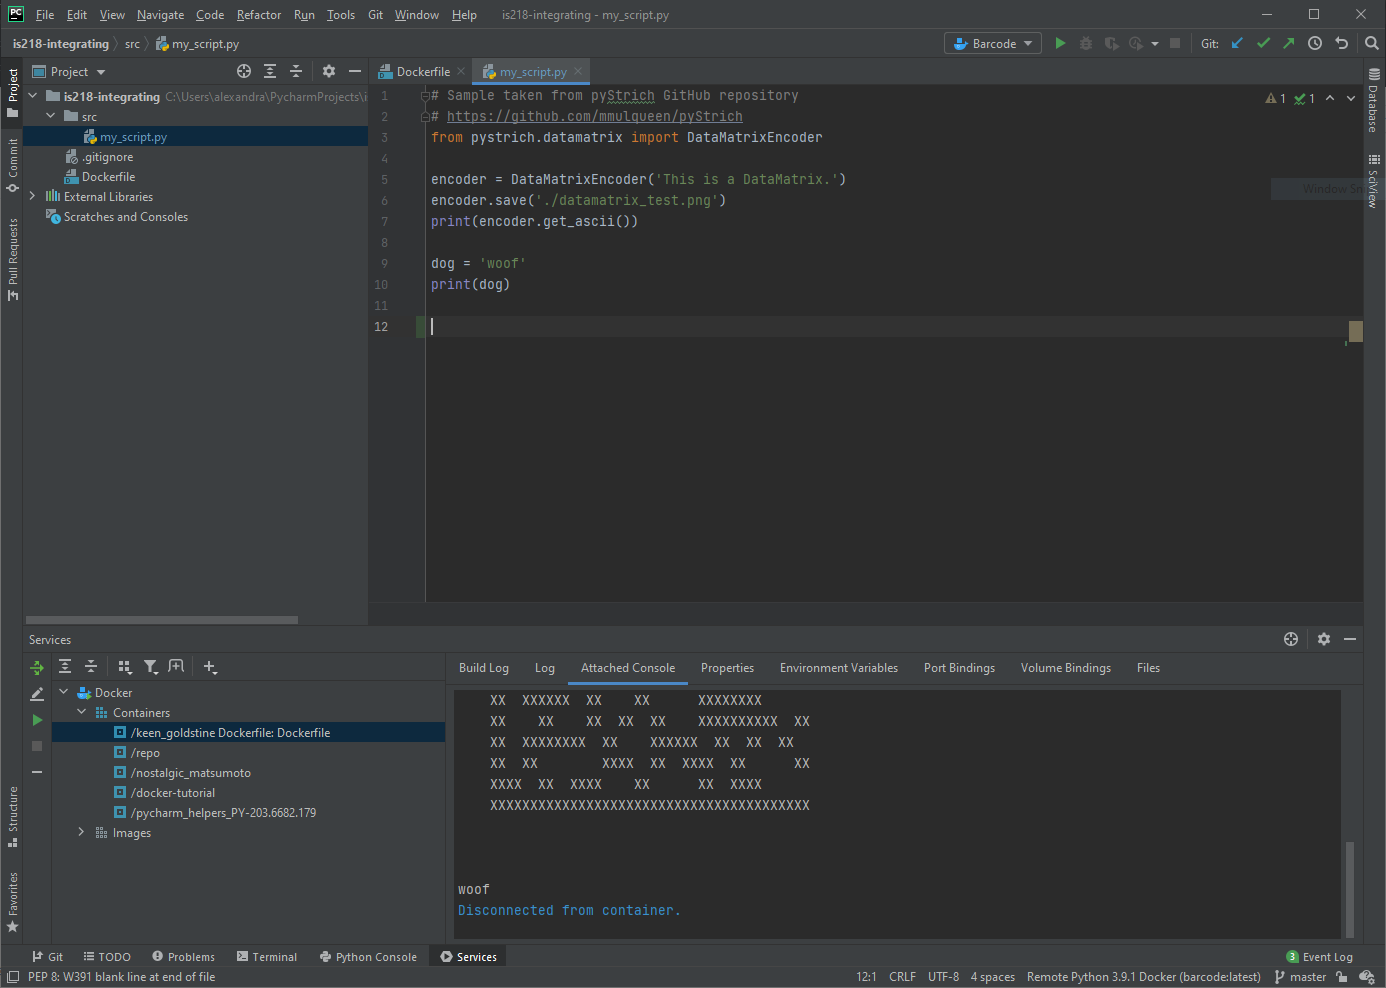 PC File Edit View Navigate Code Refactor Run Tools Git Window Help is218-integrating - my_script.py
is218-integrating src my_script.py Barcode Git:
Project
Dockerfile my_script.py
is218-integrating C:\Users\alexandra\PycharmProjects\i
src
my_script.py
.gitignore
Dockerfile
External Libraries
Scratches and Consoles
Project
Commit
Pull Requests
Structure
Favorites
1 # Sample taken from pyStrich GitHub repository
2 # https://github.com/mmulqueen/pyStrich
3 from pystrich.datamatrix import DataMatrixEncoder
4
5 encoder = DataMatrixEncoder('This is a DataMatrix.')
6 encoder.save('./datamatrix_test.png')
7 print(encoder.get_ascii())
8
9 dog = 'woof'
10 print(dog)
11
12
1 1
Window Sn
Database
SciView
Services
Docker
Containers
/keen_goldstine Dockerfile: Dockerfile
/repo
/nostalgic_matsumoto
/docker-tutorial
/pycharm_helpers_PY-203.6682.179
Images
Build Log Log Attached Console Properties Environment Variables Port Bindings Volume Bindings Files
XX  XXXXXX  XX    XX      XXXXXXXX
XX    XX    XX  XX  XX    XXXXXXXXXX  XX
XX  XXXXXXXX  XX    XXXXXX  XX  XX  XX
XX  XX        XXXX  XX  XXXX  XX      XX
XXXX  XX  XXXX    XX      XX  XXXX
XXXXXXXXXXXXXXXXXXXXXXXXXXXXXXXXXXXXXXXX
woof
Disconnected from container.
Git TODO Problems Terminal Python Console Services 3 Event Log
PEP 8: W391 blank line at end of file 12:1 CRLF UTF-8 4 spaces Remote Python 3.9.1 Docker (barcode:latest) master